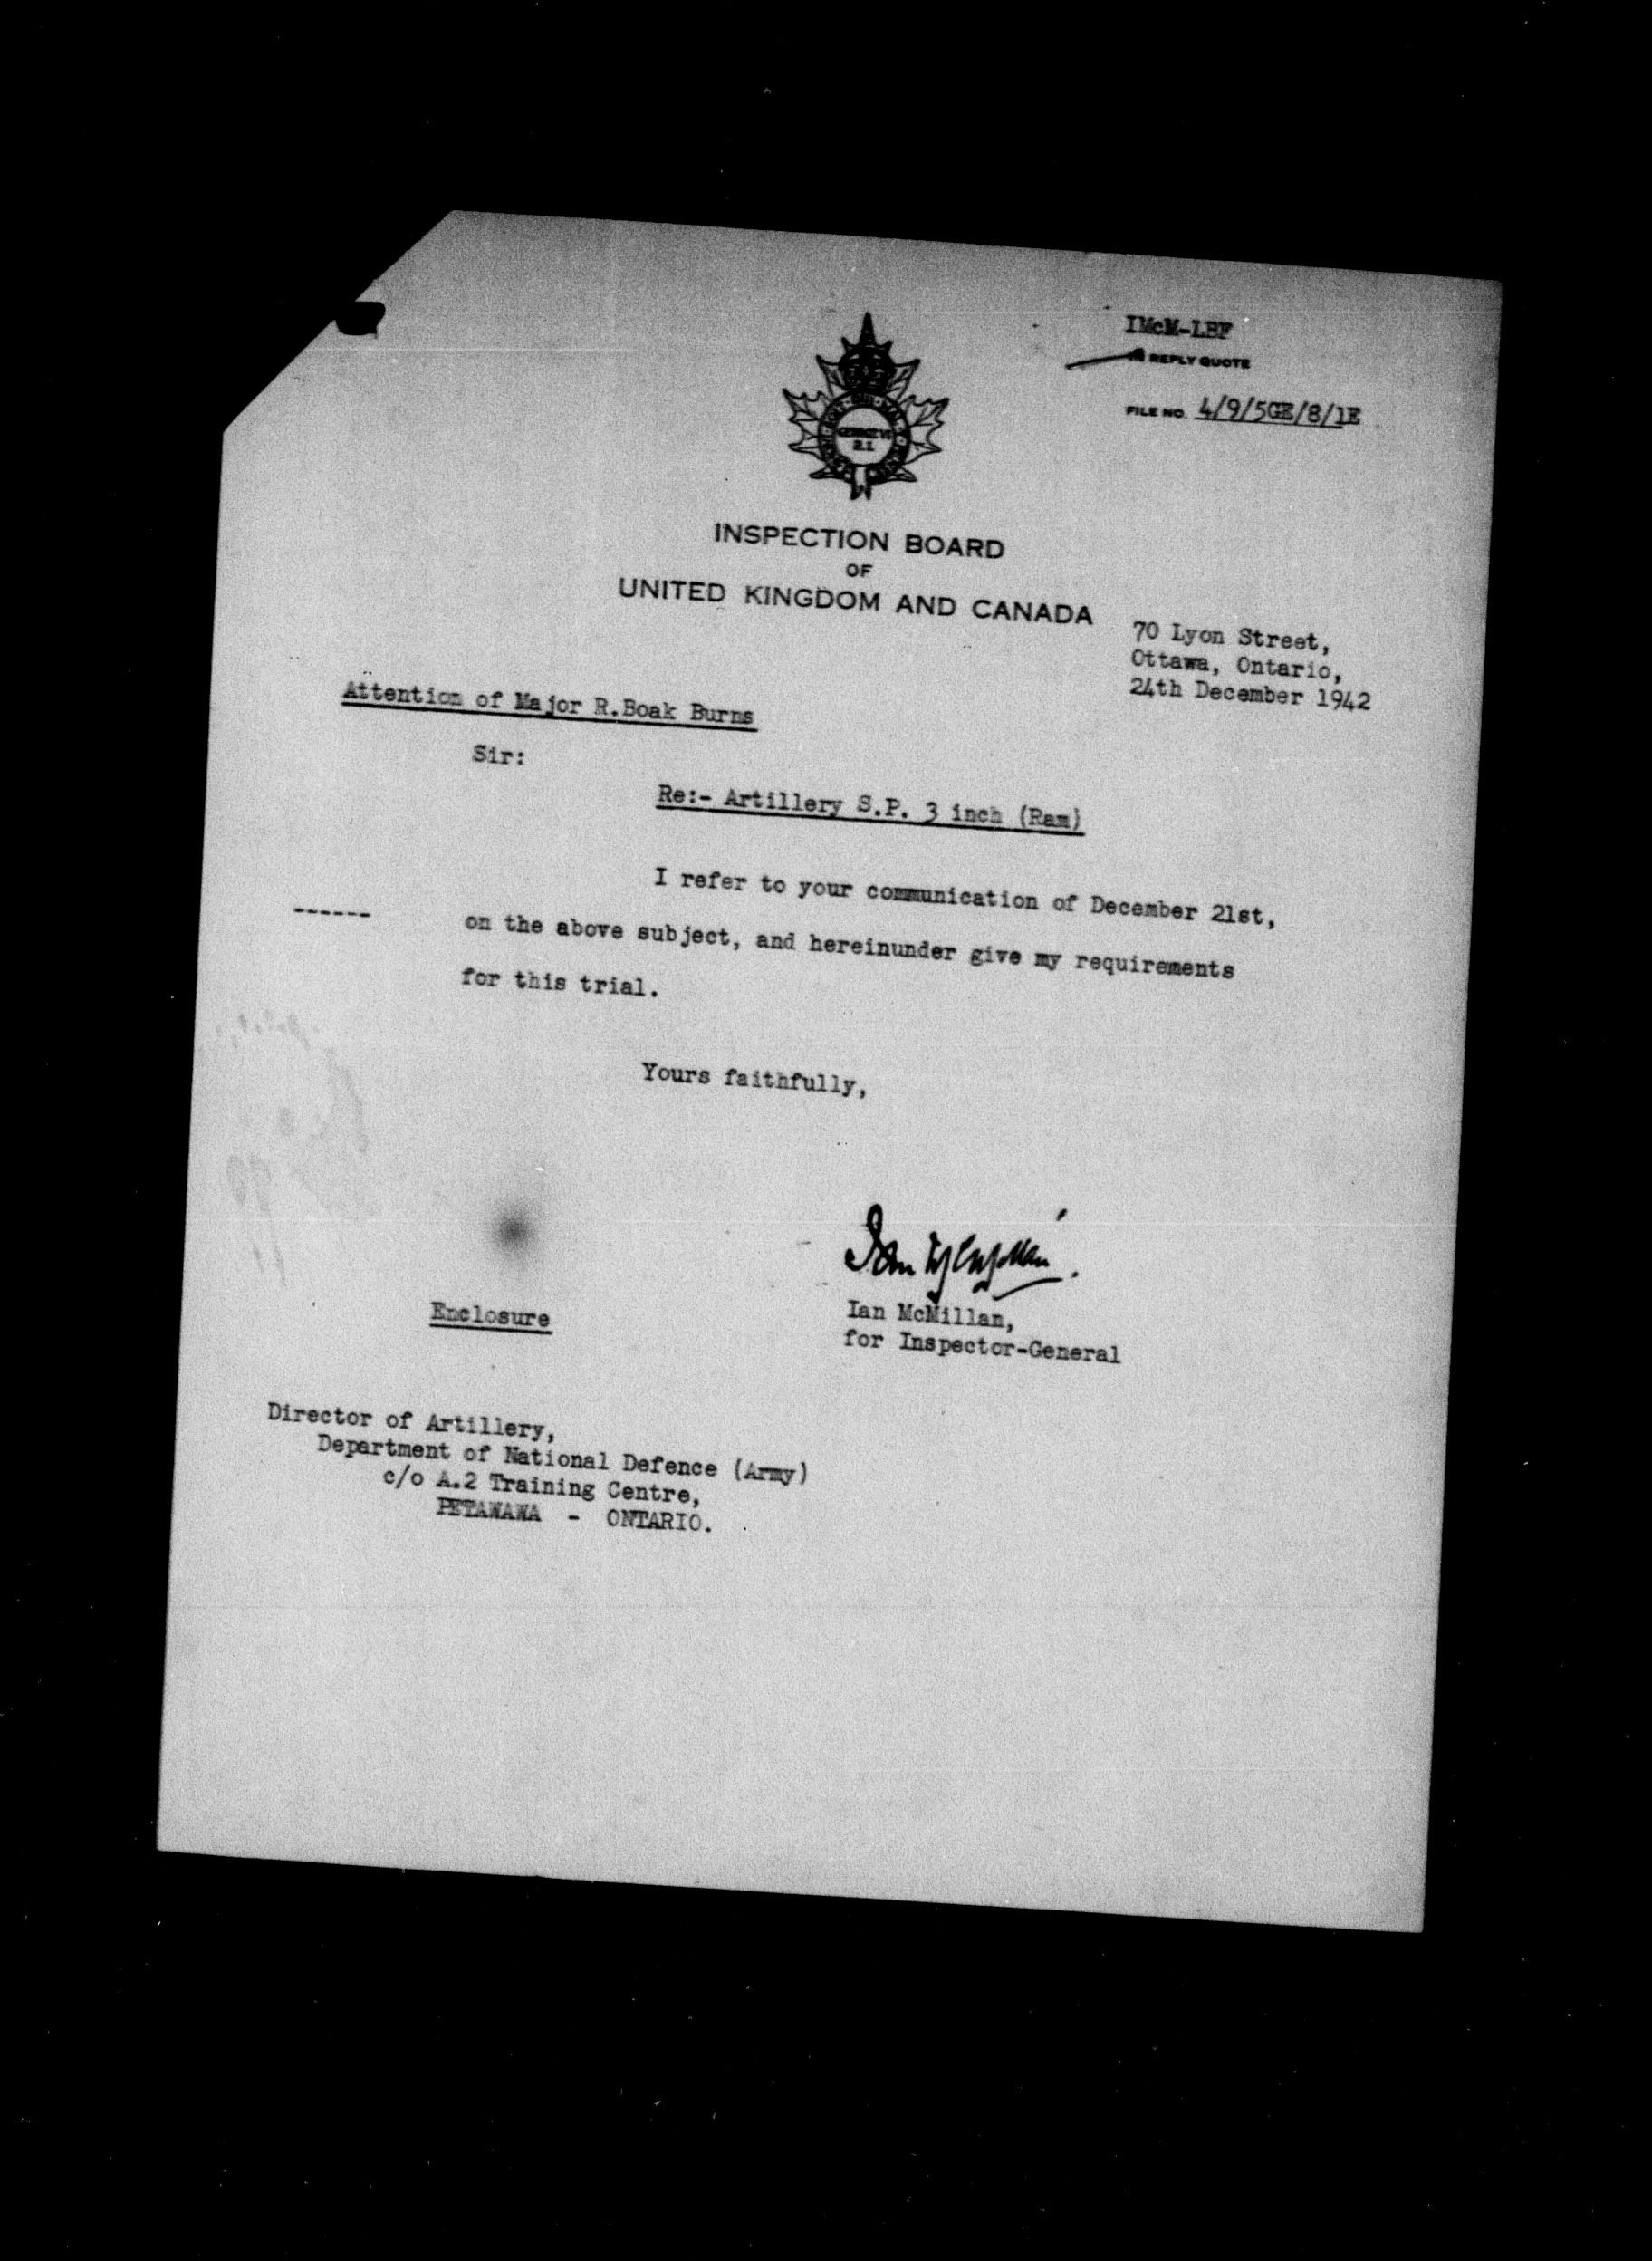 IMcM-LBF
IN REPLY QUOTE
FILE NO. 4/9/5GE/8/1E
GEORGE VI
R.I.
INSPECTION BOARD
OF
UNITED KINGDOM AND CANADA
70 Lyon Street,
Ottawa, Ontario,
24th December 1942
Attention of Major R.Boak Burns
Sir:
Re:- Artillery S.P. 3 inch (Ram)
I refer to your communication of December 21st,
------ on the above subject, and hereinunder give my requirements
for this trial.
Yours faithfully,
Ian McMillan.
Enclosure
Ian McMillan,
for Inspector-General
Director of Artillery,
Department of National Defence (Army)
c/o A.2 Training Centre,
PETAWAWA - ONTARIO.